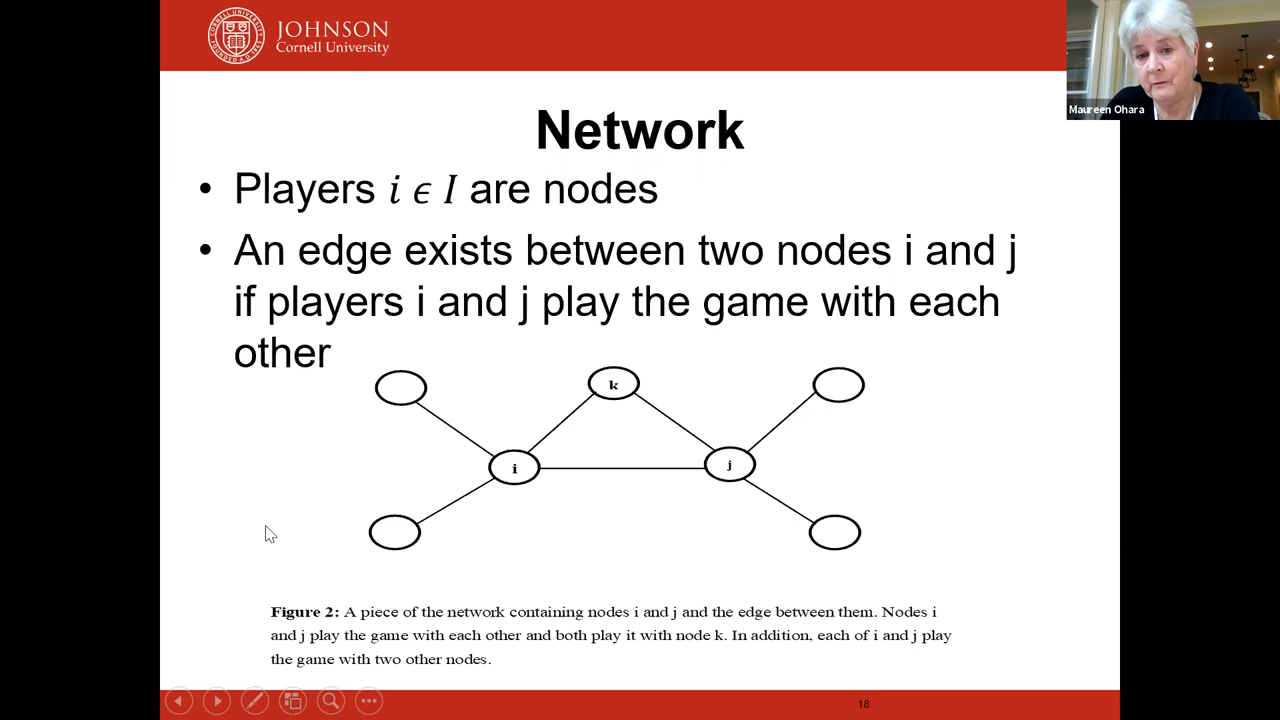 JOHNSON
Cornell University
Maureen Ohara
Network
• Players i ϵ I are nodes
• An edge exists between two nodes i and j
if players i and j play the game with each
other
k
i
j
Figure 2: A piece of the network containing nodes i and j and the edge between them. Nodes i
and j play the game with each other and both play it with node k. In addition, each of i and j play
the game with two other nodes.
18